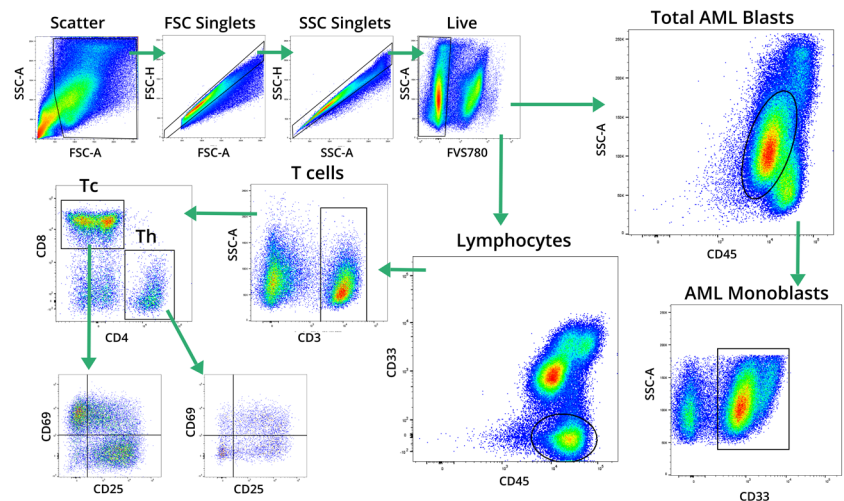 Scatter
FSC Singlets
SSC Singlets
Live
Total AML Blasts
SSC-A
FSC-H
SSC-H
SSC-A
SSC-A
FSC-A
FSC-A
SSC-A
FVS780
CD45
Tc
T cells
Th
Lymphocytes
CD8
SSC-A
CD4
CD3
AML Monoblasts
CD33
SSC-A
CD69
CD69
CD25
CD25
CD45
CD33